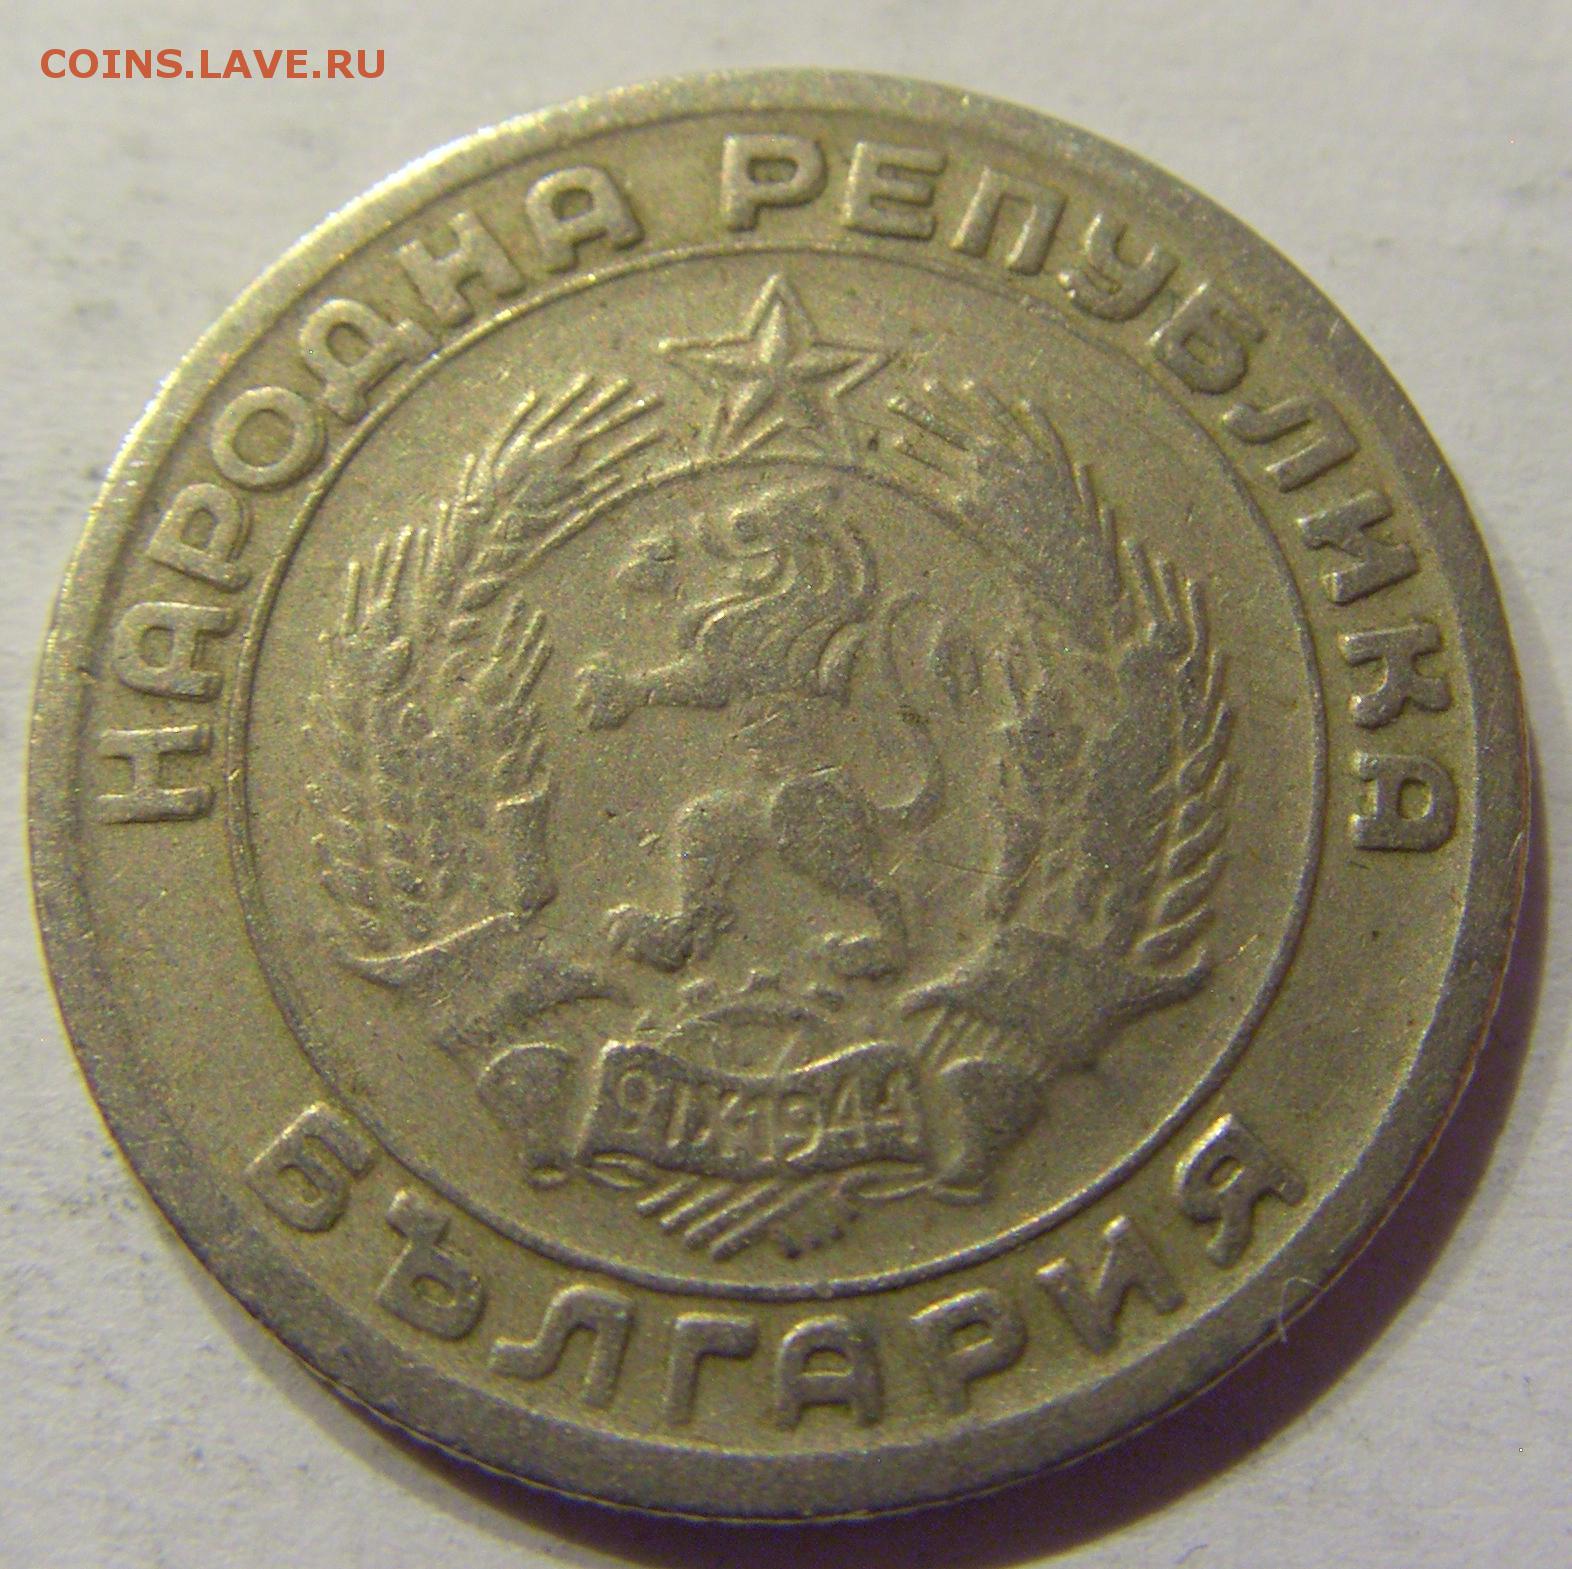 COINS.LAVE.RU
НАРОДНА РЕПУБЛИКА
9.IX.1944
БЪЛГАРИЯ